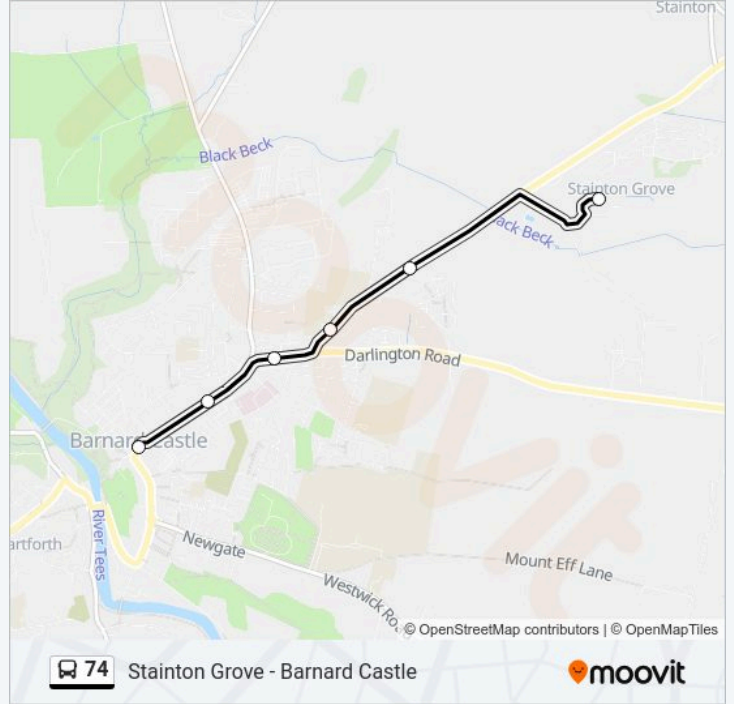 Stainton
Black Beck
Stainton Grove
ack Beck
Darlington Road
Barnard Castle
artforth
River Tees
Newgate
Mount Eff Lane
Westwick Ro
© OpenStreetMap contributors | © OpenMapTiles
74 Stainton Grove - Barnard Castle
moovit